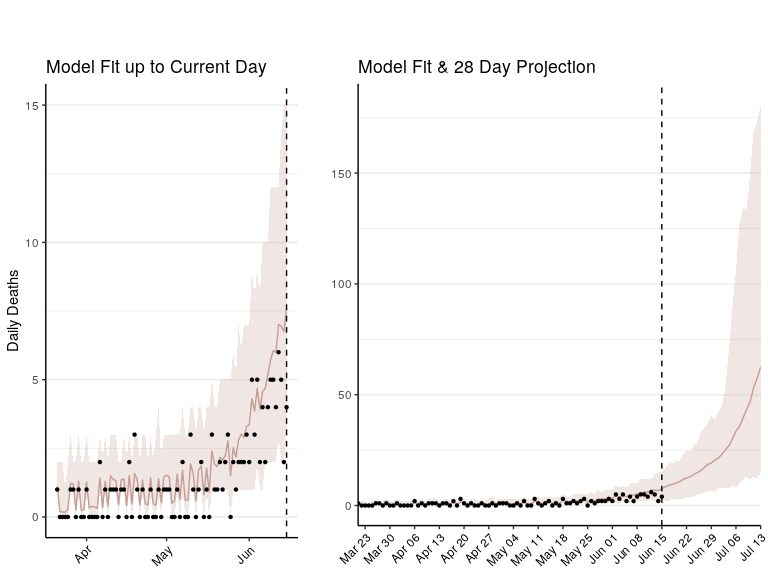 Model Fit up to Current Day
Daily Deaths
15
10
5
0
Apr
May
Jun
Model Fit & 28 Day Projection
150
100
50
0
Mar 23
Mar 30
Apr 06
Apr 13
Apr 20
Apr 27
May 04
May 11
May 18
May 25
Jun 01
Jun 08
Jun 15
Jun 22
Jun 29
Jul 06
Jul 13